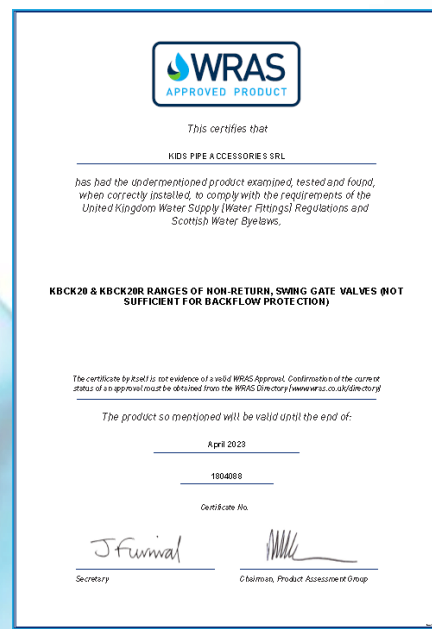 WRAS
APPROVED PRODUCT
This certifies that
KIDS PIPE ACCESSORIES SRL
has had the undermentioned product examined, tested and found,
when correctly installed, to comply with the requirements of the
United Kingdom Water Supply (Water Fittings) Regulations and
Scottish Water Byelaws.
KBCK20 & KBCK20R RANGES OF NON-RETURN, SWING GATE VALVES (NOT
SUFFICIENT FOR BACKFLOW PROTECTION)
The certificate by itself is not evidence of a valid WRAS Approval. Confirmation of the current
status of an approval must be obtained from the WRAS Directory (www.wras.co.uk/directory)
The product so mentioned will be valid until the end of:
April 2023
1804088
Certificate No.
J Furnival
Secretary
Chairman, Product Assessment Group